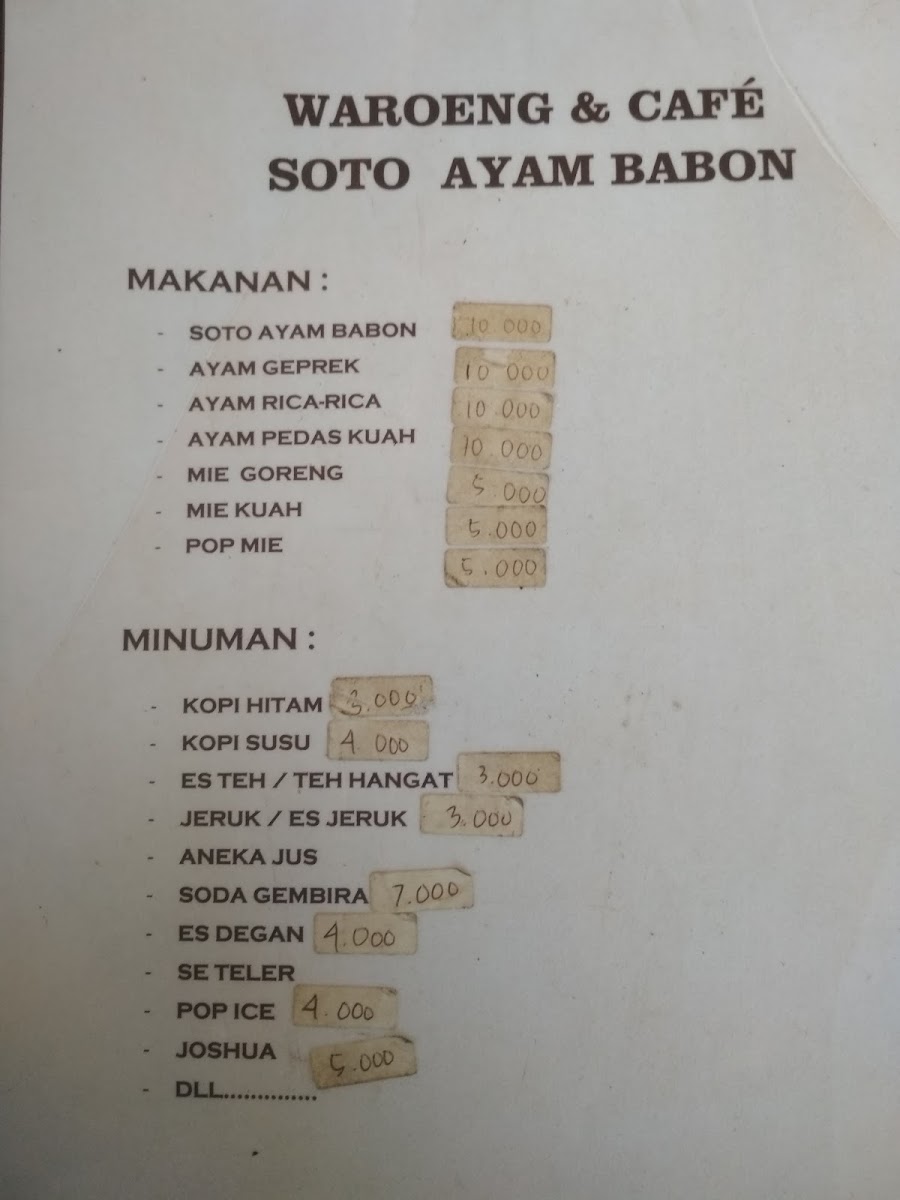 WAROENG & CAFÉ
SOTO AYAM BABON
MAKANAN :
- SOTO AYAM BABON 10 000
- AYAM GEPREK 10 000
- AYAM RICA-RICA 10.000
- AYAM PEDAS KUAH 10.000
- MIE GORENG 5.000
- MIE KUAH 5.000
- POP MIE 5.000
MINUMAN :
- KOPI HITAM 3.000
- KOPI SUSU 4 000
- ES TEH / TEH HANGAT 3.000
- JERUK / ES JERUK 3.000
- ANEKA JUS
- SODA GEMBIRA 7.000
- ES DEGAN 4.000
- SE TELER
- POP ICE 4.000
- JOSHUA 5.000
- DLL..............